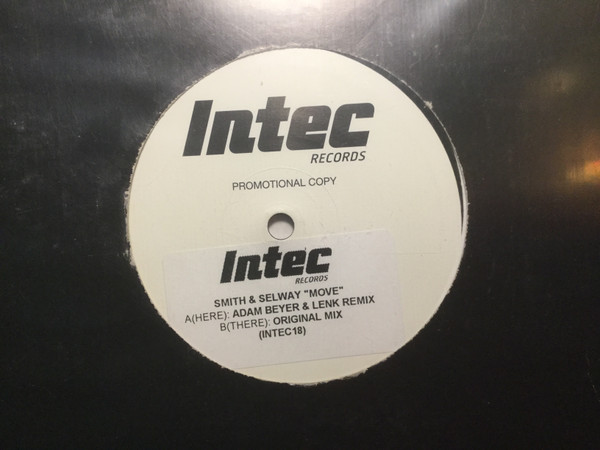 Intec
RECORDS
PROMOTIONAL COPY
Intec
RECORDS
SMITH & SELWAY "MOVE"
A(HERE): ADAM BEYER & LENK REMIX
B(THERE): ORIGINAL MIX
(INTEC18)